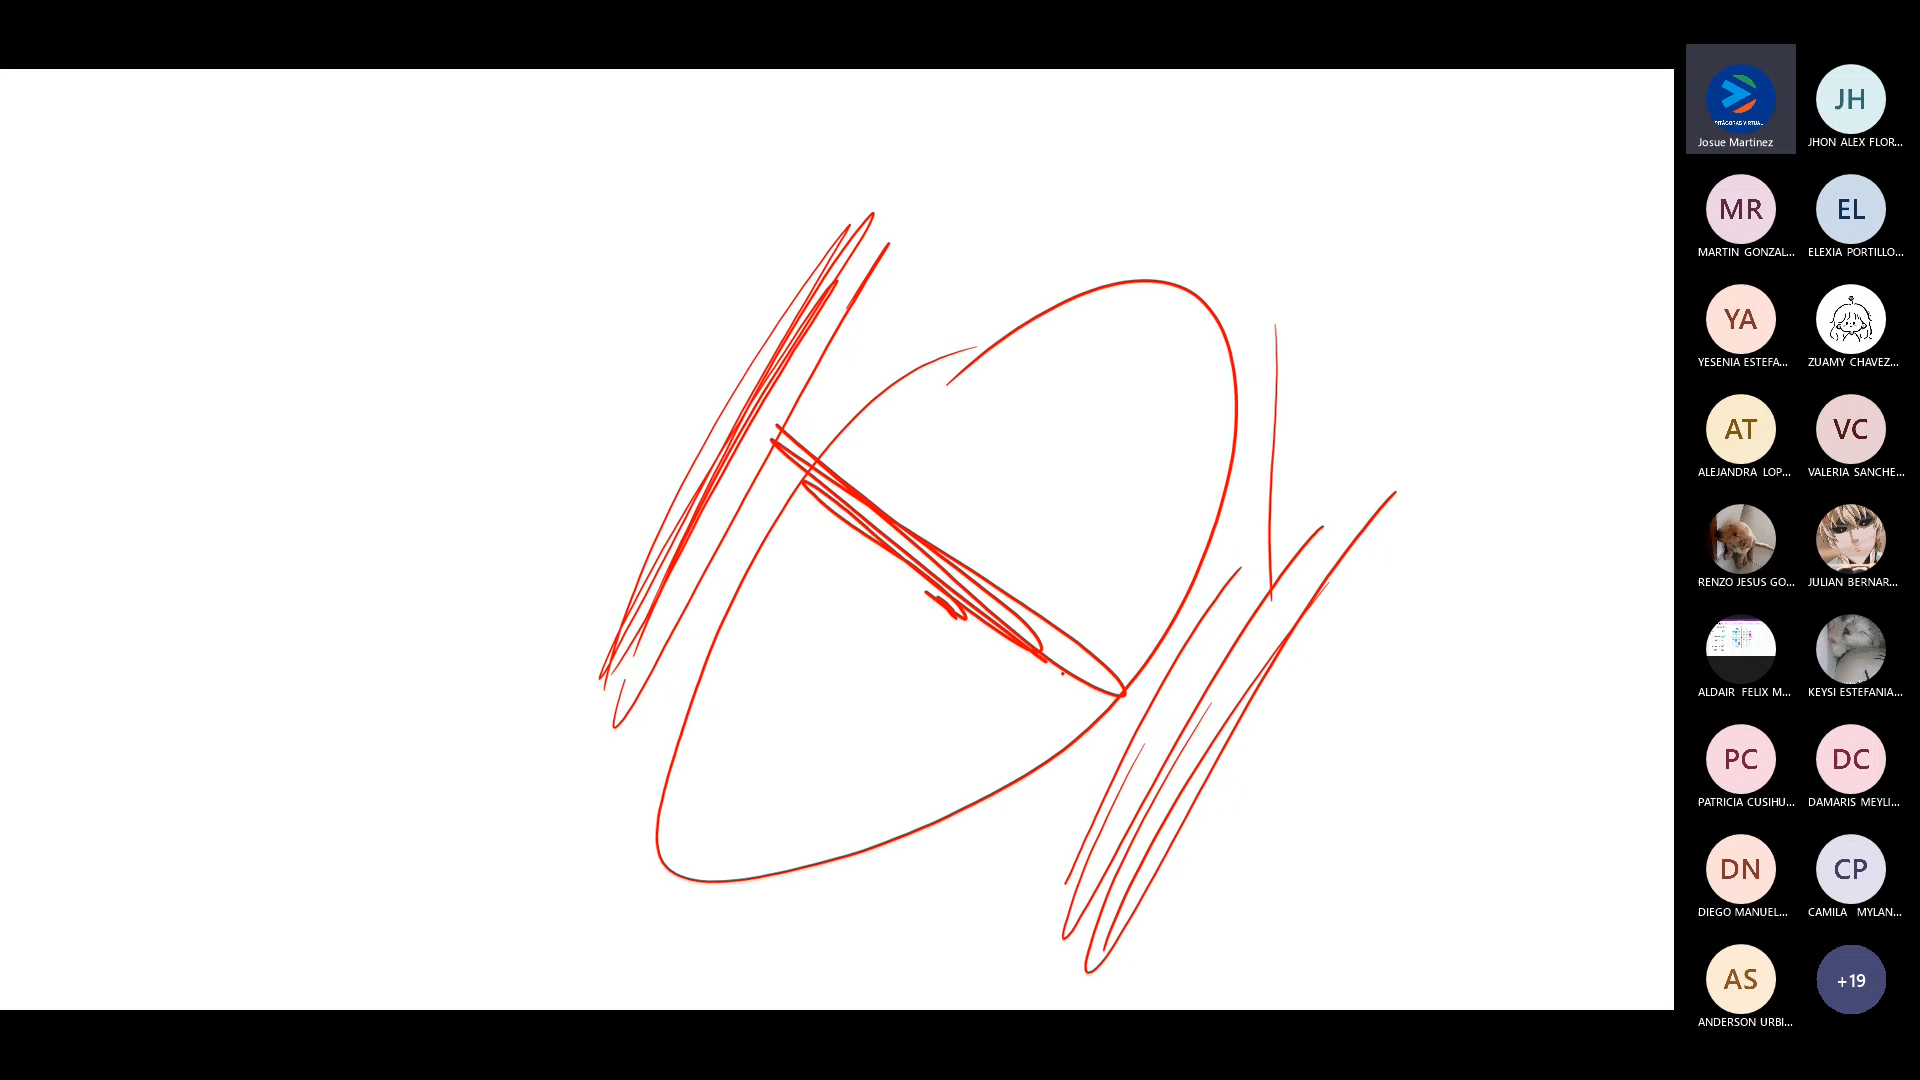 PITÁGORAS VIRTUAL
Josue Martinez
JH
JHON ALEX FLOR...
MR
MARTIN GONZAL...
EL
ELEXIA PORTILLO...
YA
YESENIA ESTEFA...
ZUAMY CHAVEZ...
AT
ALEJANDRA LOP...
VC
VALERIA SANCHE...
RENZO JESUS GO...
JULIAN BERNAR...
ALDAIR FELIX M...
KEYSI ESTEFANIA...
PC
PATRICIA CUSIHU...
DC
DAMARIS MEYLI...
DN
DIEGO MANUEL...
CP
CAMILA MYLAN...
AS
ANDERSON URBI...
+19